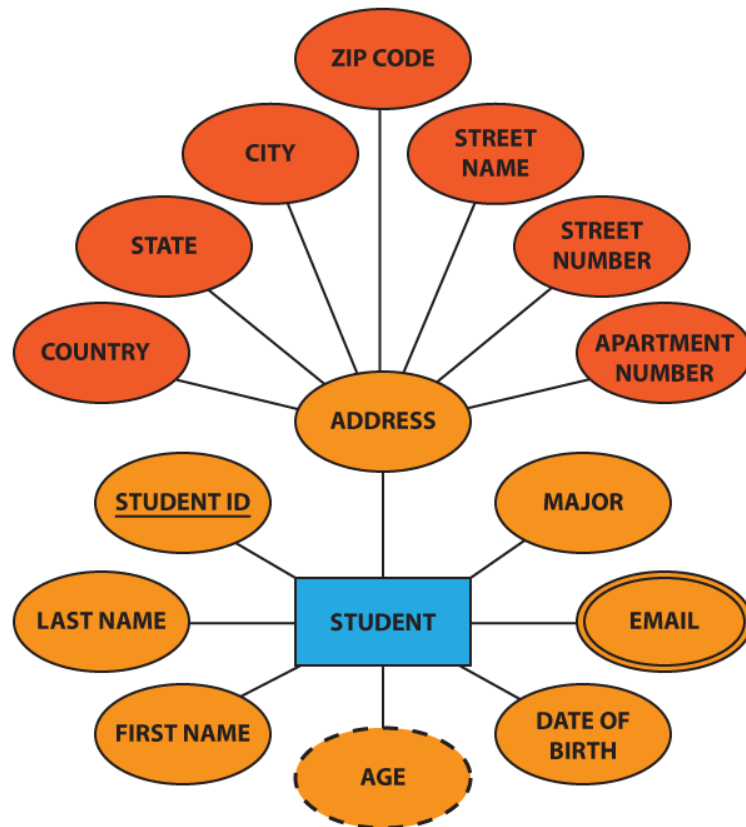 ZIP CODE
CITY
STREET
NAME
STATE
STREET
NUMBER
COUNTRY
APARTMENT
NUMBER
ADDRESS
STUDENT ID
MAJOR
LAST NAME
STUDENT
EMAIL
FIRST NAME
DATE OF
BIRTH
AGE